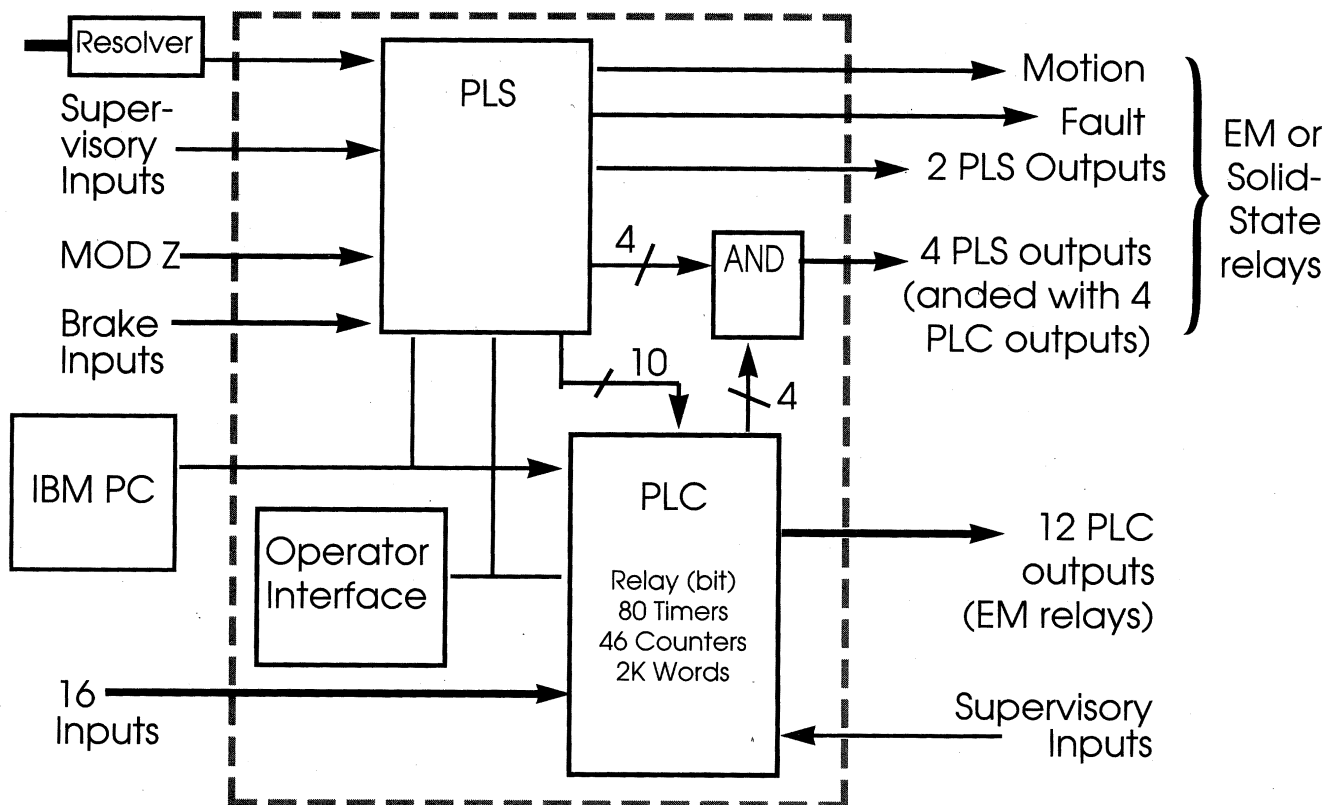 Resolver
Super-
visory
Inputs
MOD Z
Brake
Inputs
IBM PC
Operator
Interface
16
Inputs
PLS
4
AND
10
4
PLC
Relay (bit)
80 Timers
46 Counters
2K Words
Motion
Fault
2 PLS Outputs
4 PLS outputs
(anded with 4
PLC outputs)
EM or
Solid-
State
relays
12 PLC
outputs
(EM relays)
Supervisory
Inputs